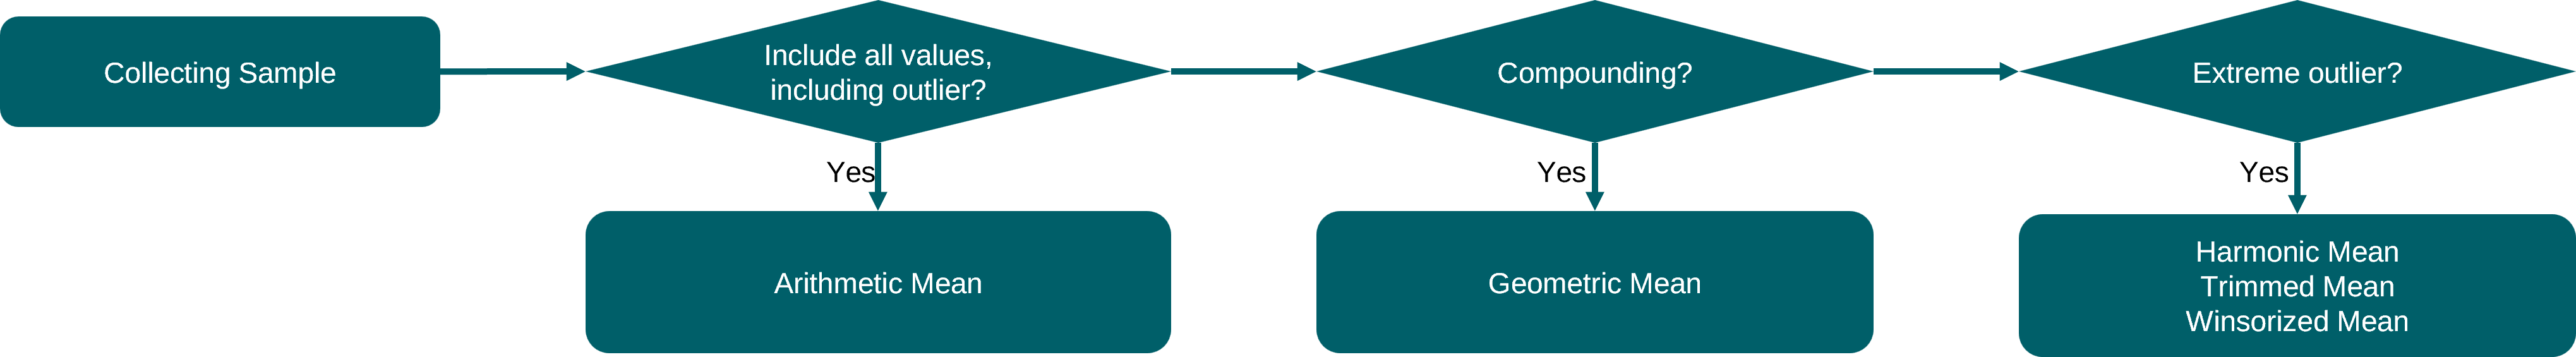 Collecting Sample
Include all values,
including outlier?
Compounding?
Extreme outlier?
Yes
Yes
Yes
Arithmetic Mean
Geometric Mean
Harmonic Mean
Trimmed Mean
Winsorized Mean